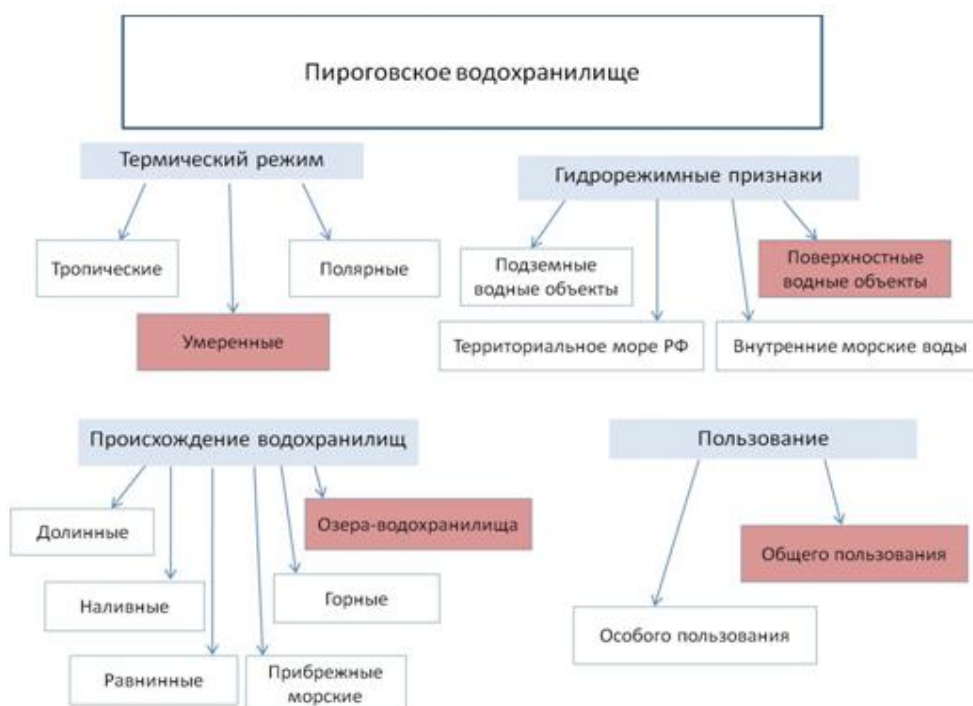 Пироговское водохранилище
Термический режим
Тропические
Полярные
Умеренные
Гидрорежимные признаки
Подземные
водные объекты
Поверхностные
водные объекты
Территориальное море РФ
Внутренние морские воды
Происхождение водохранилищ
Долинные
Озера-водохранилища
Наливные
Горные
Равнинные
Прибрежные
морские
Пользование
Общего пользования
Особого пользования